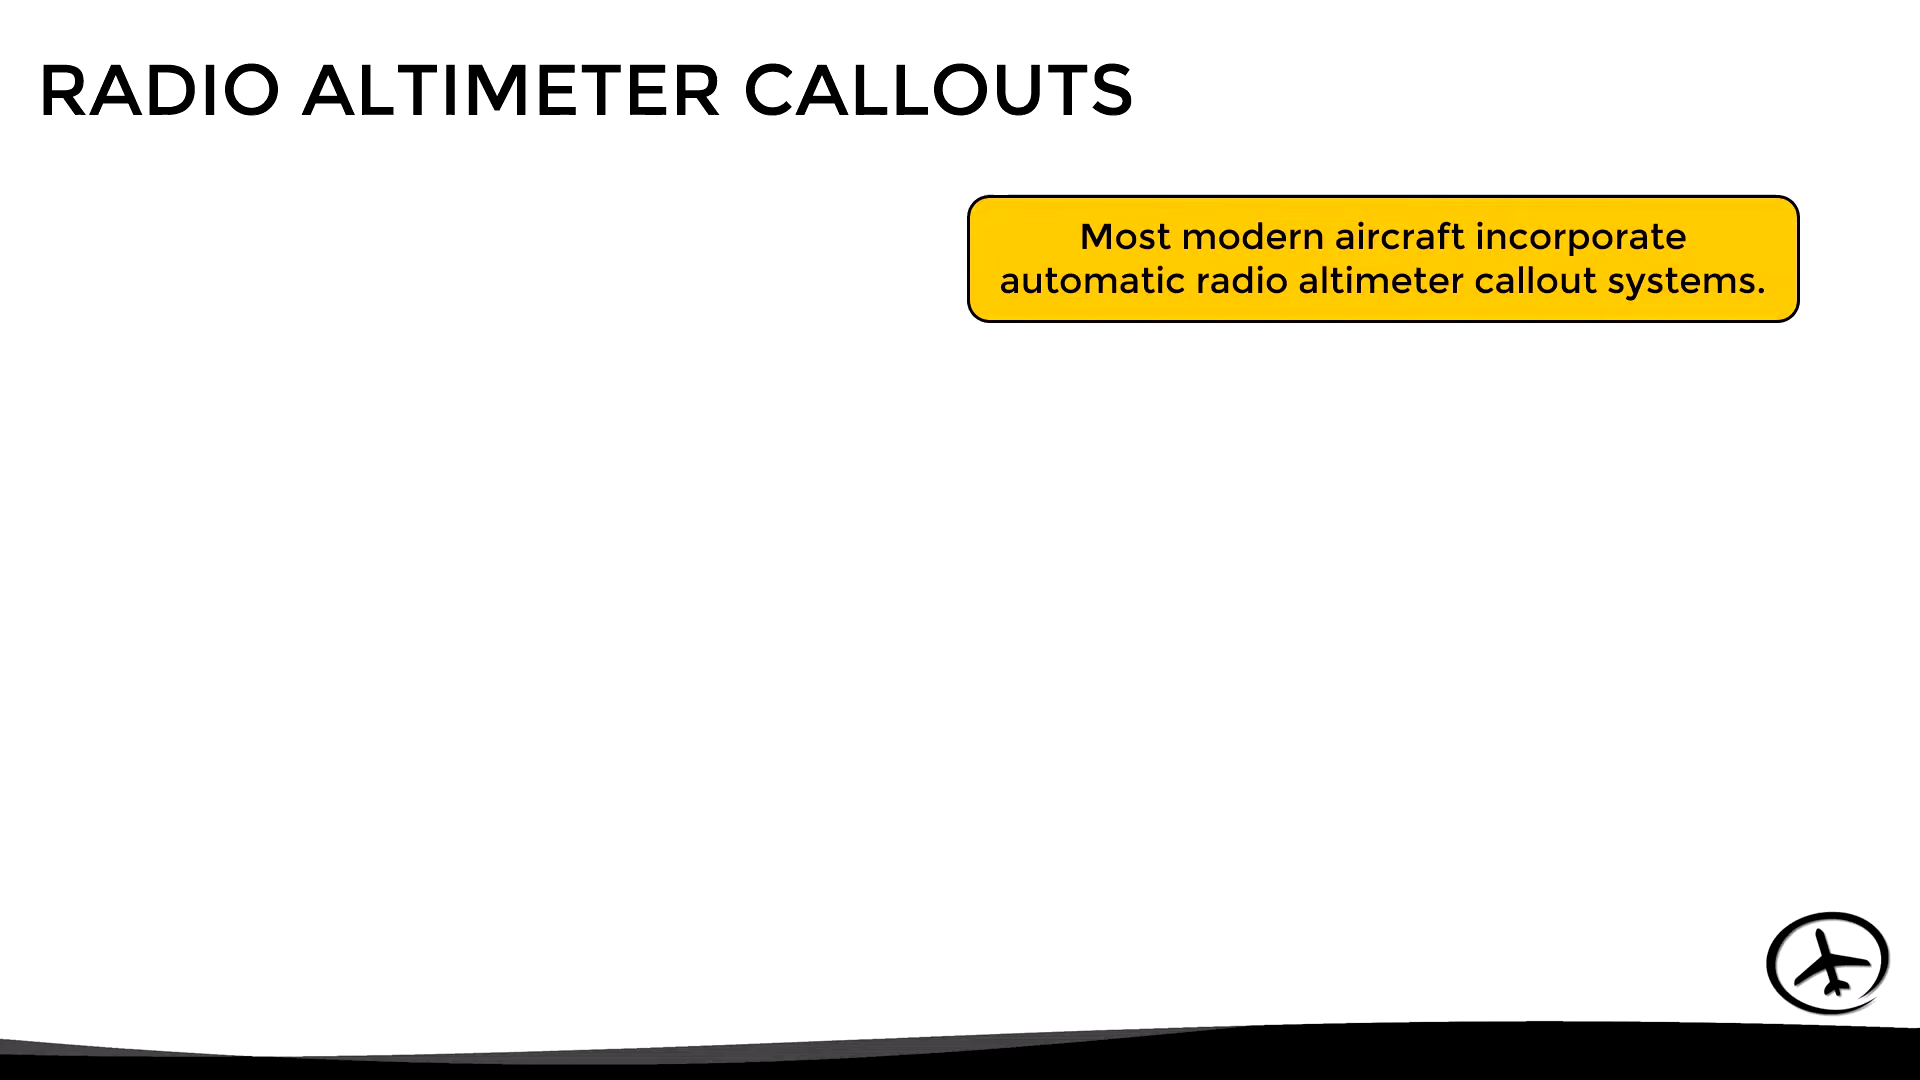 RADIO ALTIMETER CALLOUTS
Most modern aircraft incorporate
automatic radio altimeter callout systems.